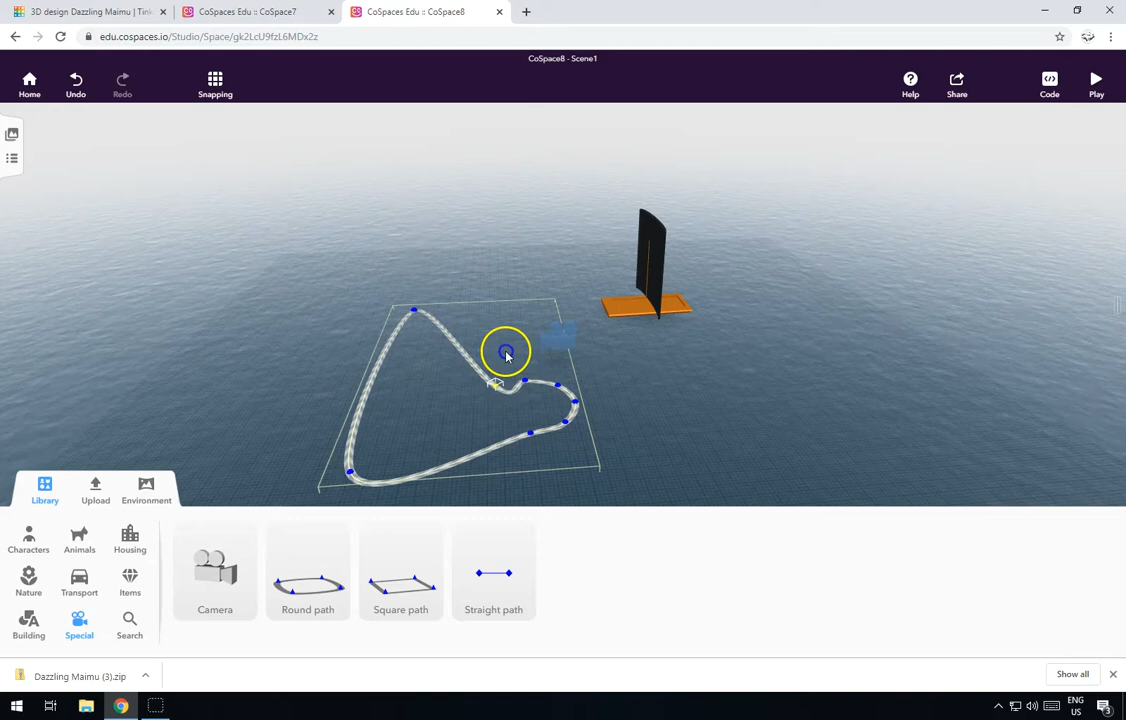 3D design Dazzling Maimu | Tink
CoSpaces Edu :: CoSpace7
CoSpaces Edu :: CoSpace8
edu.cospaces.io/Studio/Space/gk2LcU9fzL6MDx2z
CoSpace8 - Scene1
Home
Undo
Redo
Snapping
Help
Share
Code
Play
Library
Upload
Environment
Characters
Animals
Housing
Nature
Transport
Items
Building
Special
Search
Camera
Round path
Square path
Straight path
Dazzling Maimu (3).zip
Show all
ENG
US
3